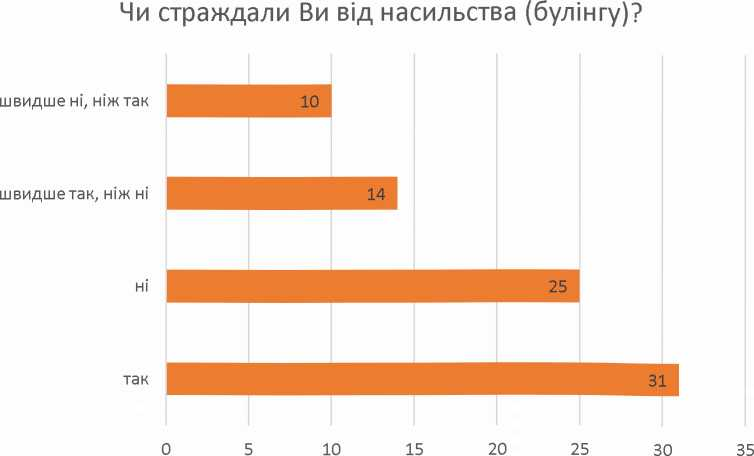 Чи страждали Ви від насильства (булінгу)?
швидше ні, ніж так
10
швидше так, ніж ні
14
ні
25
так
31
0 5 10 15 20 25 30 35